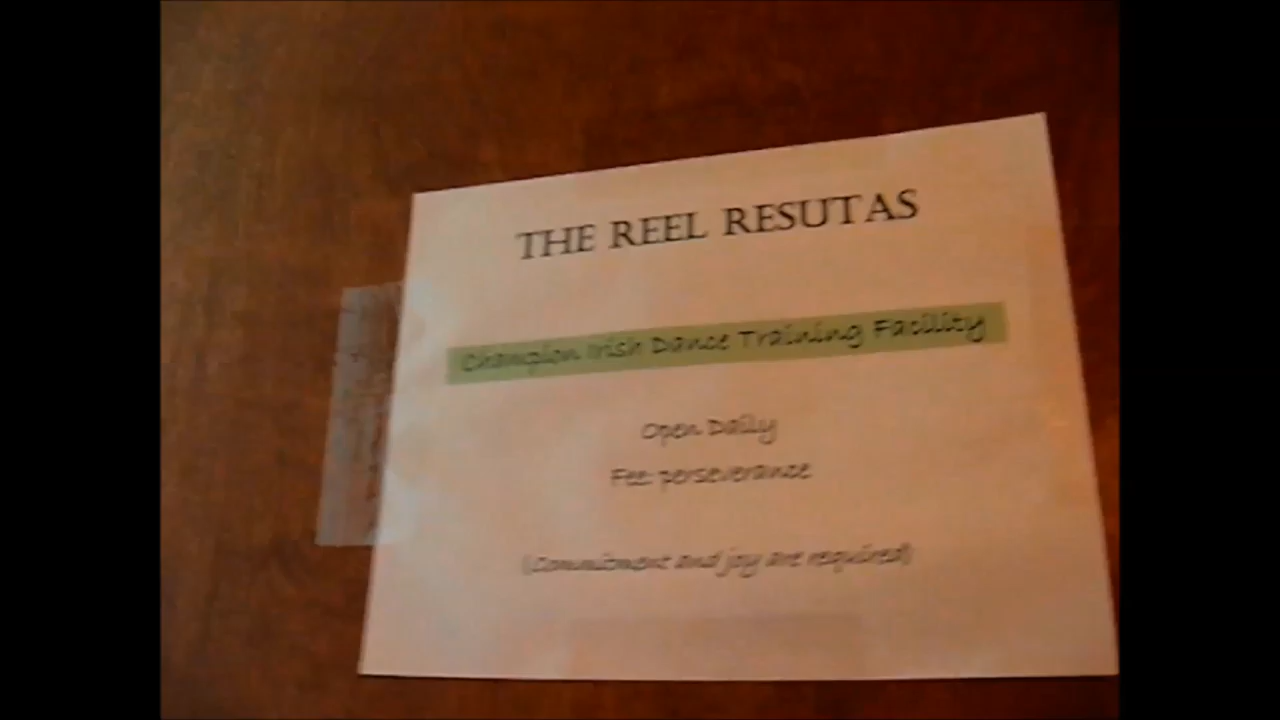 THE REEL RESUTAS
Champion Irish Dance Training Facility
Open Daily
Fee: perseverance
(Commitment and joy are required)